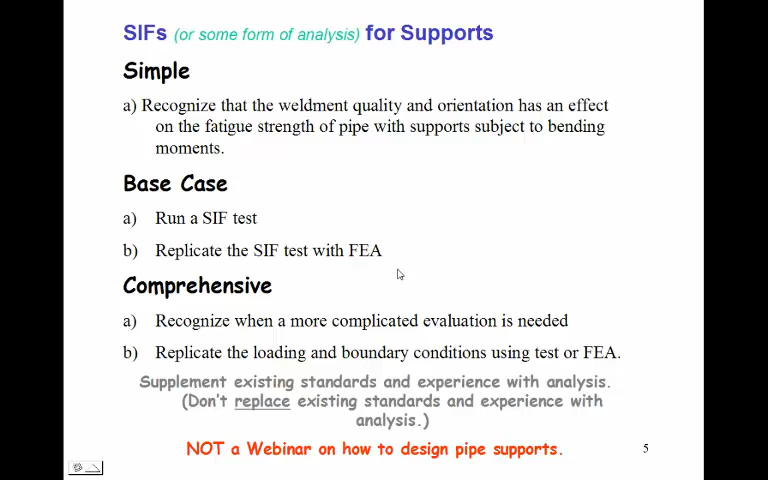 SIFs (or some form of analysis) for Supports
Simple
a) Recognize that the weldment quality and orientation has an effect
on the fatigue strength of pipe with supports subject to bending
moments.
Base Case
a) Run a SIF test
b) Replicate the SIF test with FEA
Comprehensive
a) Recognize when a more complicated evaluation is needed
b) Replicate the loading and boundary conditions using test or FEA.
Supplement existing standards and experience with analysis.
(Don't replace existing standards and experience with
analysis.)
NOT a Webinar on how to design pipe supports.
5